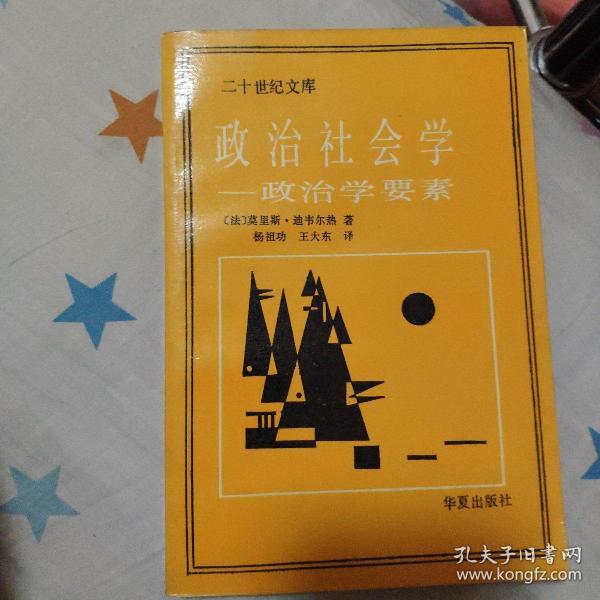 二十世纪文库
政治社会学
—政治学要素
〔法〕莫里斯·迪韦尔热 著
杨祖功 王大东 译
华夏出版社
孔夫子旧书网
www.kongfz.com